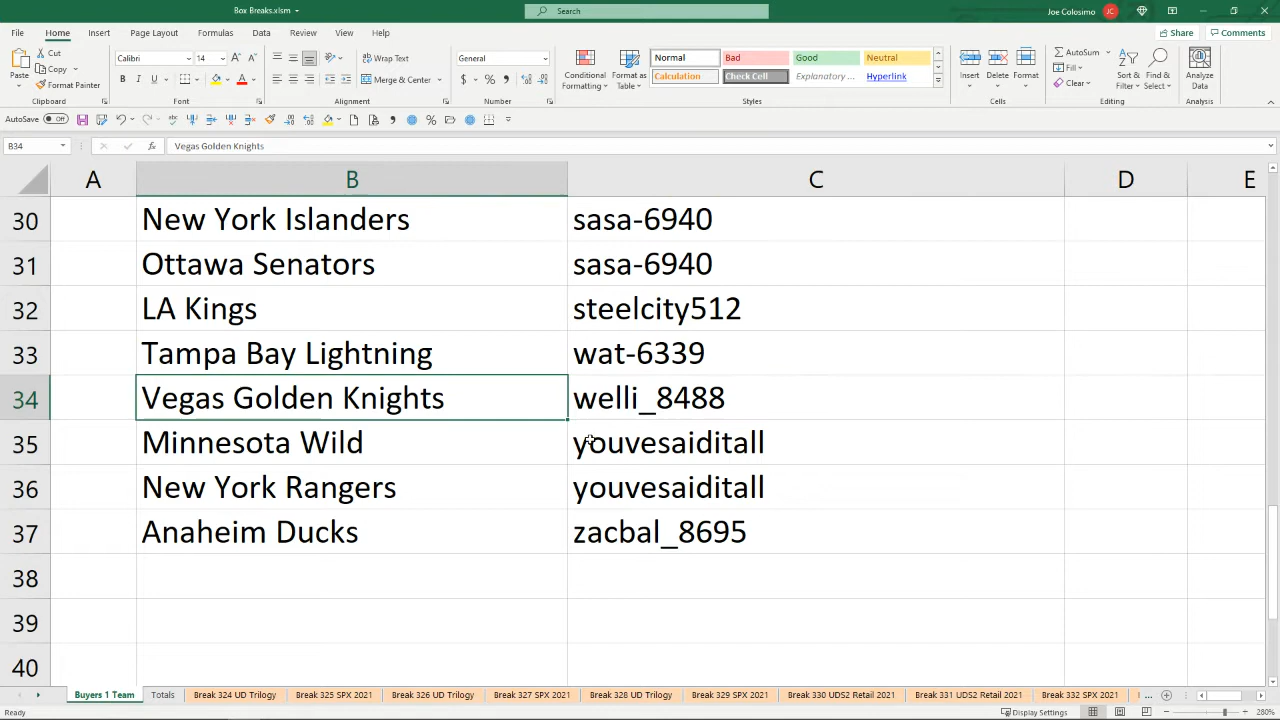 Box Breaks.xlsm
Search
Joe Colosimo
JC
File Home Insert Page Layout Formulas Data Review View Help
Share
Comments
Paste
Cut
Copy
Format Painter
Clipboard
Calibri 14
B I U
Font
Wrap Text
Merge & Center
Alignment
General
Number
Conditional Formatting
Format as Table
Normal Bad Good Neutral
Calculation Check Cell Explanatory ... Hyperlink
Styles
Insert Delete Format
Cells
AutoSum
Fill
Clear
Sort & Filter
Find & Select
Editing
Analyze Data
Analysis
AutoSave Off
B34 fx Vegas Golden Knights
A B C D E
30 New York Islanders sasa-6940
31 Ottawa Senators sasa-6940
32 LA Kings steelcity512
33 Tampa Bay Lightning wat-6339
34 Vegas Golden Knights welli_8488
35 Minnesota Wild youvesaiditall
36 New York Rangers youvesaiditall
37 Anaheim Ducks zacbal_8695
38
39
40
Buyers 1 Team Totals Break 324 UD Trilogy Break 325 SPX 2021 Break 326 UD Trilogy Break 327 SPX 2021 Break 328 UD Trilogy Break 329 SPX 2021 Break 330 UDS2 Retail 2021 Break 331 UDS2 Retail 2021 Break 332 SPX 2021 ...
Ready Display Settings 280%